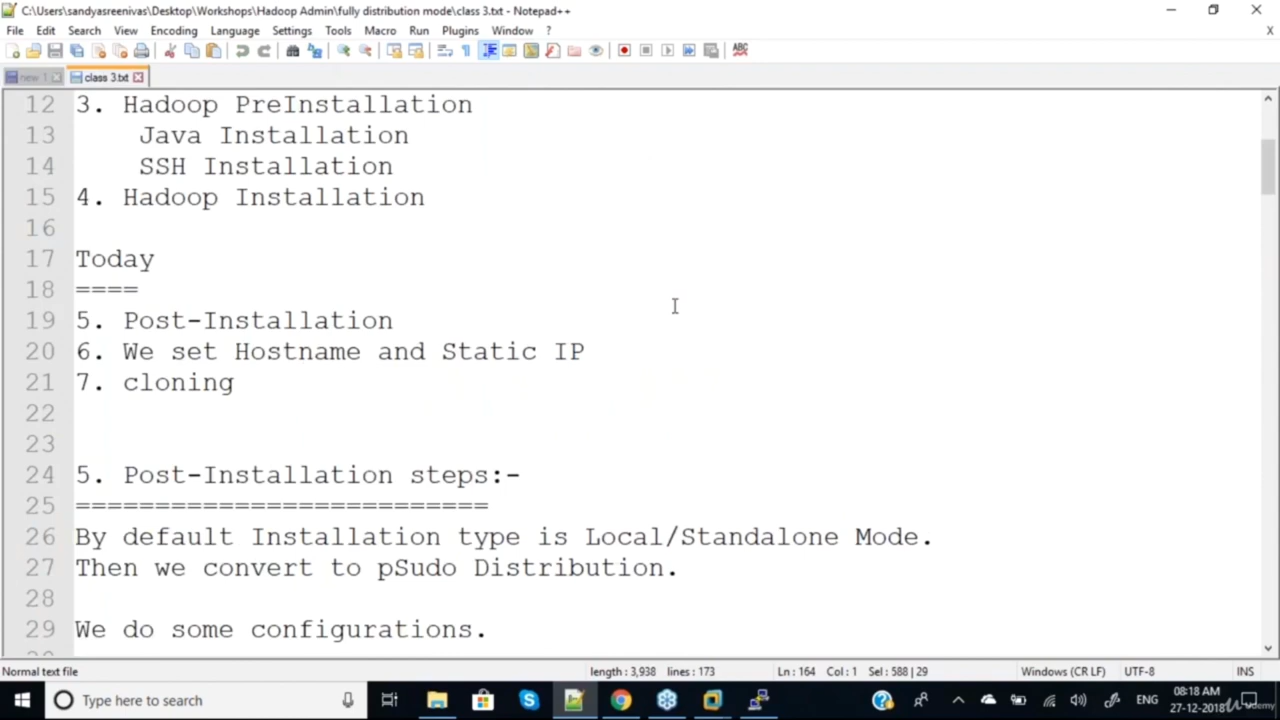 C:\Users\sandyasreenivas\Desktop\Workshops\Hadoop Admin\fully distribution mode\class 3.txt - Notepad++
File Edit Search View Encoding Language Settings Tools Macro Run Plugins Window ? X
new 1 class 3.txt
12 3. Hadoop PreInstallation
13 Java Installation
14 SSH Installation
15 4. Hadoop Installation
16
17 Today
18 ====
19 5. Post-Installation
20 6. We set Hostname and Static IP
21 7. cloning
22
23
24 5. Post-Installation steps:-
25 ==========================
26 By default Installation type is Local/Standalone Mode.
27 Then we convert to pSudo Distribution.
28
29 We do some configurations.
Normal text file length : 3,938 lines : 173 Ln : 164 Col : 1 Sel : 588 | 29 Windows (CR LF) UTF-8 INS
Type here to search ENG 08:18 AM
27-12-2018 Udemy